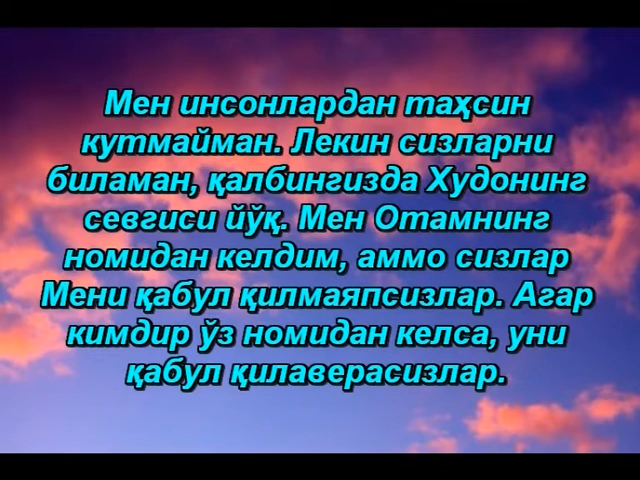 Мен инсонлардан таҳсин
кутмайман. Лекин сизларни
биламан, қалбингизда Худонинг
севгиси йўқ. Мен Отамнинг
номидан келдим, аммо сизлар
Мени қабул қилмаяпсизлар. Агар
кимдир ўз номидан келса, уни
қабул қилаверасизлар.